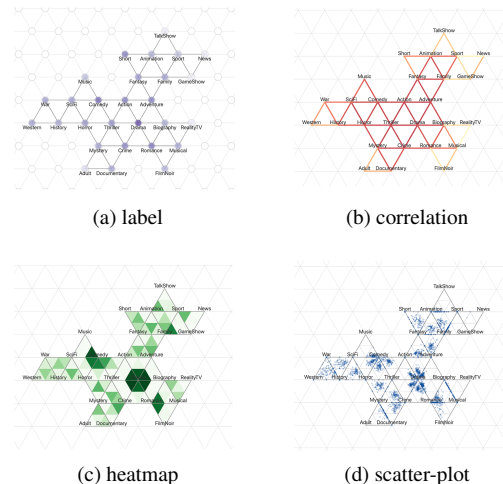 TalkShow
Short Animation Sport News
Fantasy Family GameShow
Music
War SciFi Comedy Action Adventure
Western History Horror Thriller Drama Biography RealityTV
Mystery Crime Romance Musical
Adult Documentary FilmNoir
(a) label
TalkShow
Short Animation Sport News
Fantasy Family GameShow
Music
War SciFi Comedy Action Adventure
Western History Horror Thriller Drama Biography RealityTV
Mystery Crime Romance Musical
Adult Documentary FilmNoir
(b) correlation
TalkShow
Short Animation Sport News
Fantasy Family GameShow
Music
War SciFi Comedy Action Adventure
Western History Horror Thriller Biography RealityTV
Mystery Crime Romance Musical
Adult Documentary FilmNoir
(c) heatmap
TalkShow
Short Animation Sport News
Fantasy Family GameShow
Music
War SciFi Comedy Action Adventure
Western History Horror Thriller Drama Biography RealityTV
Mystery Crime Romance Musical
Adult Documentary FilmNoir
(d) scatter-plot